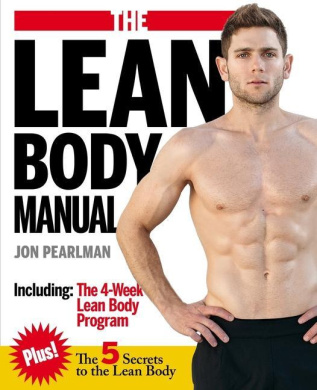 THE
LEAN
BODY
MANUAL
JON PEARLMAN
Including: The 4-Week
Lean Body
Program
Plus!
The 5 Secrets
to the Lean Body